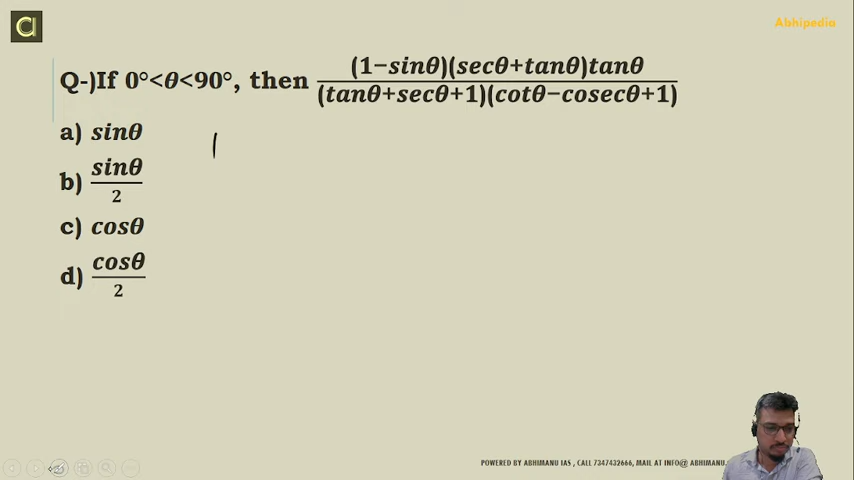 Abhipedia
Q-)If 0°<θ<90°, then (1−sinθ)(secθ+tanθ)tanθ / (tanθ+secθ+1)(cotθ−cosecθ+1)
a) sinθ
b) sinθ/2
c) cosθ
d) cosθ/2
POWERED BY ABHIMANU IAS , CALL 7347432666, MAIL AT INFO@ ABHIMANU.